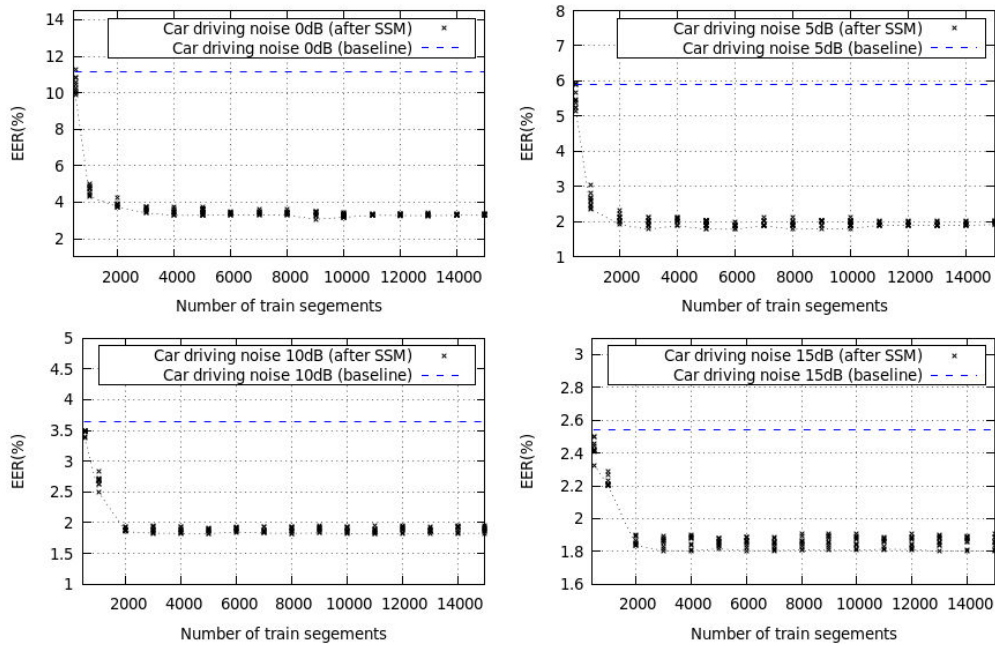 Car driving noise 0dB (after SSM)
Car driving noise 0dB (baseline)
14
12
10
8
6
4
2
EER(%)
2000 4000 6000 8000 10000 12000 14000
Number of train segements
Car driving noise 5dB (after SSM)
Car driving noise 5dB (baseline)
8
7
6
5
4
3
2
1
EER(%)
2000 4000 6000 8000 10000 12000 14000
Number of train segements
Car driving noise 10dB (after SSM)
Car driving noise 10dB (baseline)
5
4.5
4
3.5
3
2.5
2
1.5
1
EER(%)
2000 4000 6000 8000 10000 12000 14000
Number of train segements
Car driving noise 15dB (after SSM)
Car driving noise 15dB (baseline)
3
2.8
2.6
2.4
2.2
2
1.8
1.6
EER(%)
2000 4000 6000 8000 10000 12000 14000
Number of train segements